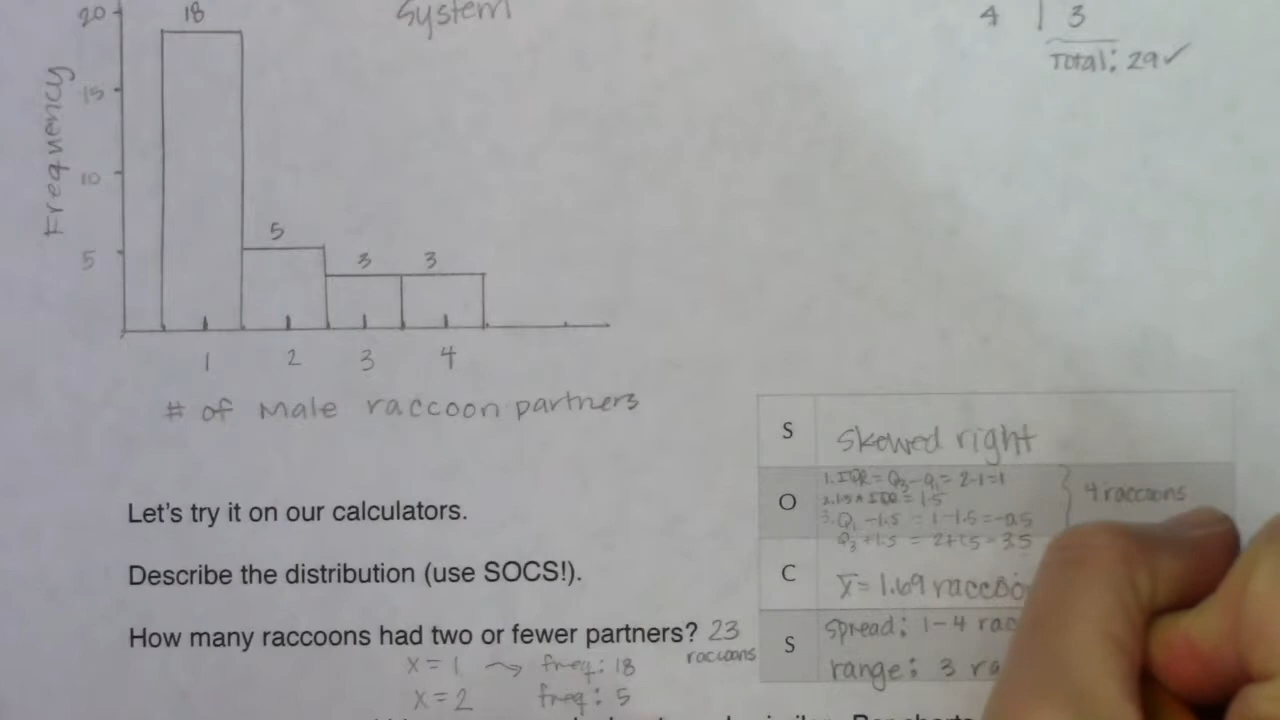 System
20
18
15
10
5
5
3
3
Frequency
1 2 3 4
# of Male raccoon partners
4 | 3
Total: 29 ✓
Let's try it on our calculators.
Describe the distribution (use SOCS!).
How many raccoons had two or fewer partners? 23 raccoons
x = 1 → freq: 18
x = 2 freq: 5
S skewed right
O 1. IQR = Q3 - Q1 = 2-1=1
2. 1.5 x IQR = 1.5
3. Q1 - 1.5 = 1-1.5 = -0.5
Q3 + 1.5 = 2+1.5 = 3.5
4 raccoons
C x̄ = 1.69
S spread: 1-4
range: 3